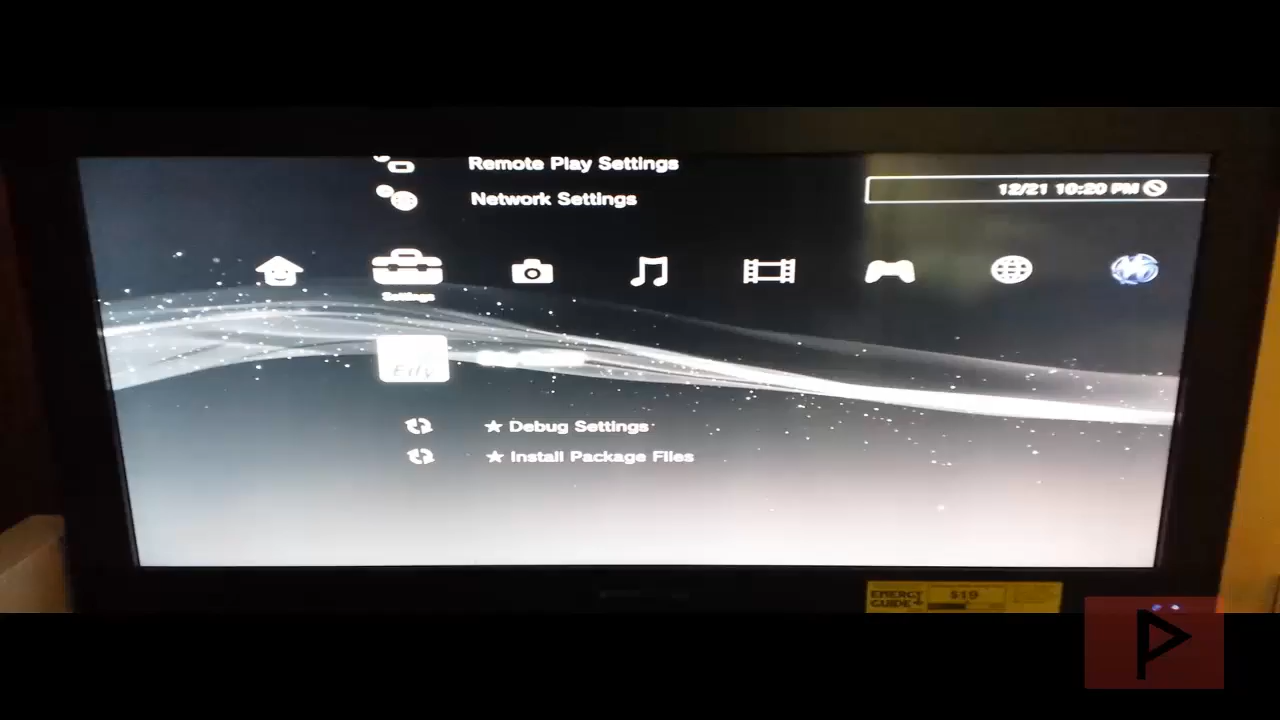 Remote Play Settings
Network Settings
12/21 10:20 PM
Settings
Edy
★ Debug Settings
★ Install Package Files
ENERGY GUIDE
$19
P